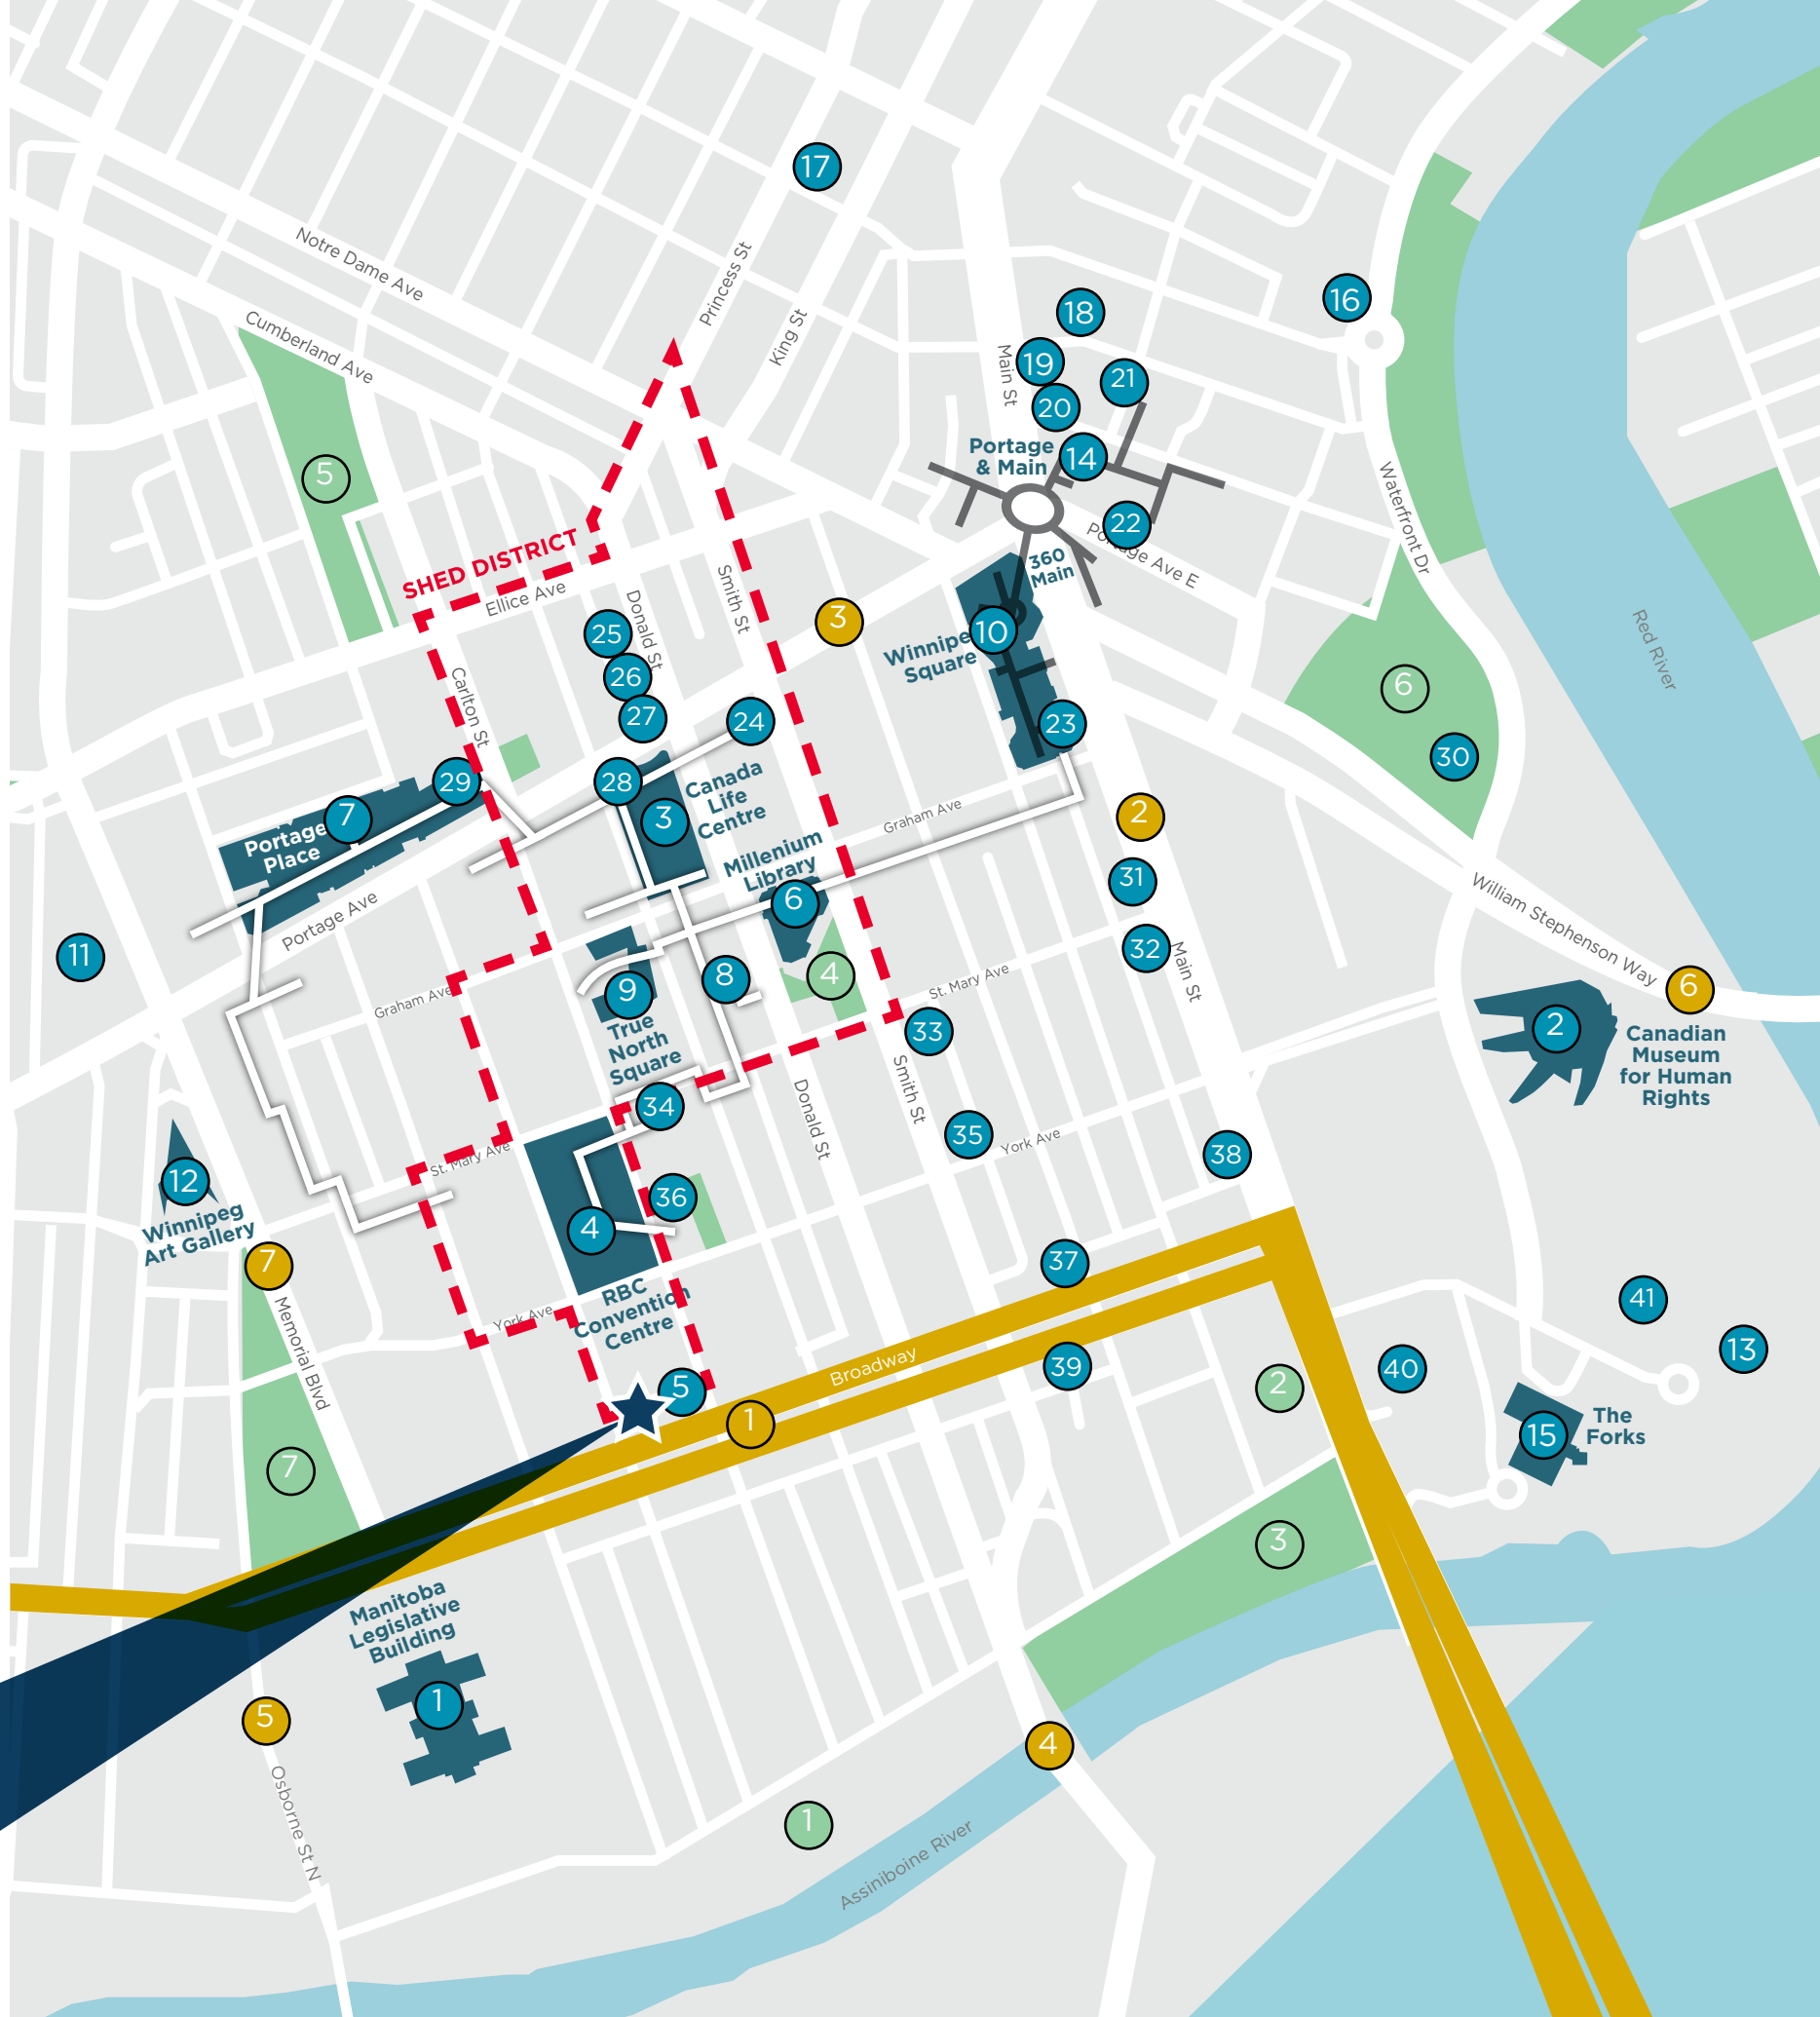 17
Notre Dame Ave
Princess St
King St
Cumberland Ave
16
18
Main St
19
21
20
5
Portage
& Main
14
22
Portage Ave E
Waterfront Dr
SHED DISTRICT
Ellice Ave
Smith St
Donald St
360
Main
3
25
10
Winnipe
Square
Red River
26
6
Carlton St
27
24
23
30
29
28
7
3
Canada
Life
Centre
Portage
Place
Graham Ave
2
Millenium
Library
31
6
William Stephenson Way
Portage Ave
11
32
Main St
8
4
St. Mary Ave
9
Graham Ave
6
True
North
Square
33
2
Canadian
Museum
for Human
Rights
Smith St
34
Donald St
35
York Ave
St. Mary Ave
38
12
Winnipeg
Art Gallery
36
4
7
37
RBC
Convention
Centre
York Ave
41
Memorial Blvd
13
Broadway
39
5
2
40
1
15
The
Forks
7
3
Manitoba
Legislative
Building
1
5
4
Osborne St N
1
Assiniboine River